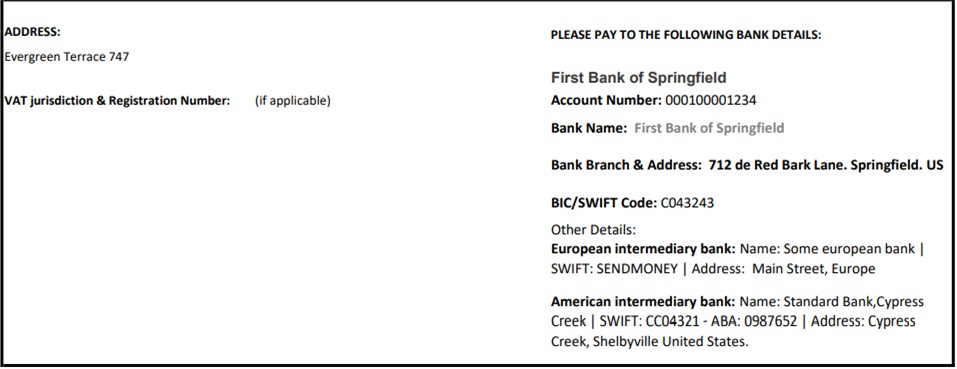 ADDRESS:
Evergreen Terrace 747
VAT jurisdiction & Registration Number: (if applicable)
PLEASE PAY TO THE FOLLOWING BANK DETAILS:
First Bank of Springfield
Account Number: 000100001234
Bank Name: First Bank of Springfield
Bank Branch & Address: 712 de Red Bark Lane. Springfield. US
BIC/SWIFT Code: C043243
Other Details:
European intermediary bank: Name: Some european bank |
SWIFT: SENDMONEY | Address: Main Street, Europe
American intermediary bank: Name: Standard Bank,Cypress
Creek | SWIFT: CC04321 - ABA: 0987652 | Address: Cypress
Creek, Shelbyville United States.